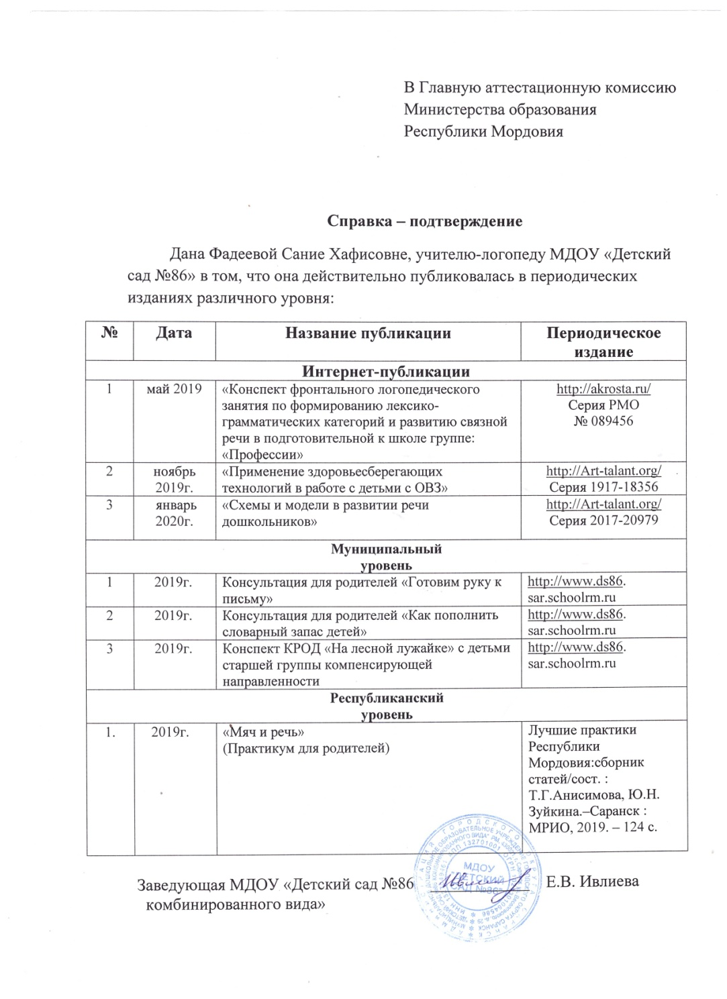 В Главную аттестационную комиссию
Министерства образования
Республики Мордовия
Справка – подтверждение
Дана Фадеевой Сание Хафисовне, учителю-логопеду МДОУ «Детский
сад №86» в том, что она действительно публиковалась в периодических
изданиях различного уровня:
№ Дата Название публикации Периодическое
издание
Интернет-публикации
1 май 2019 «Конспект фронтального логопедического http://akrosta.ru/
занятия по формированию лексико- Серия РМО
грамматических категорий и развитию связной № 089456
речи в подготовительной к школе группе:
«Профессии»
2 ноябрь «Применение здоровьесберегающих http://Art-talant.org/
2019г. технологий в работе с детьми с ОВЗ» Серия 1917-18356
3 январь «Схемы и модели в развитии речи http://Art-talant.org/
2020г. дошкольников» Серия 2017-20979
Муниципальный
уровень
1 2019г. Консультация для родителей «Готовим руку к http://www.ds86.
письму» sar.schoolrm.ru
2 2019г. Консультация для родителей «Как пополнить http://www.ds86.
словарный запас детей» sar.schoolrm.ru
3 2019г. Конспект КРОД «На лесной лужайке» с детьми http://www.ds86.
старшей группы компенсирующей sar.schoolrm.ru
направленности
Республиканский
уровень
1. 2019г. «Мяч и речь» Лучшие практики
(Практикум для родителей) Республики
Мордовия:сборник
статей/сост. :
Т.Г.Анисимова, Ю.Н.
Зуйкина.–Саранск :
МРИО, 2019. – 124 с.
Заведующая МДОУ «Детский сад №86 Е.В. Ивлиева
комбинированного вида»
МДОУ
"ДЕТСКИЙ
САД №86"